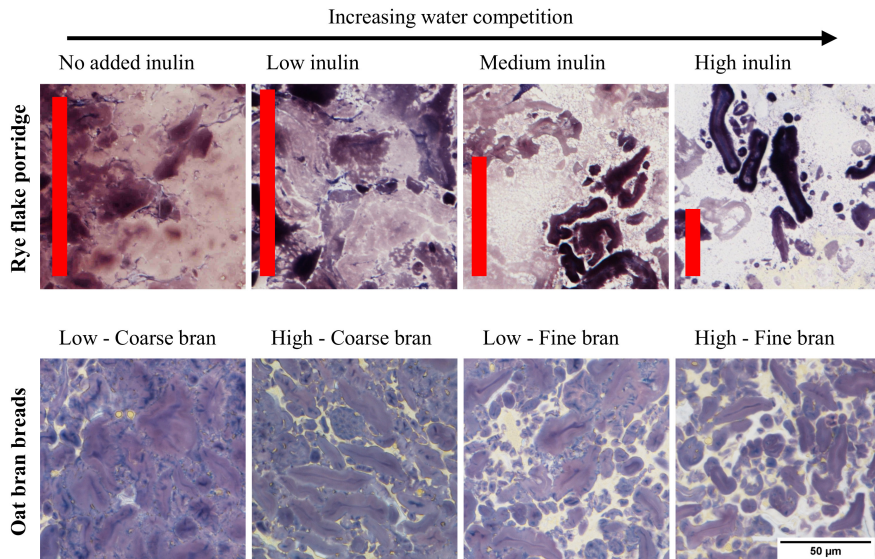 Increasing water competition
No added inulin
Low inulin
Medium inulin
High inulin
Rye flake porridge
Low - Coarse bran
High - Coarse bran
Low - Fine bran
High - Fine bran
Oat bran breads
50 µm